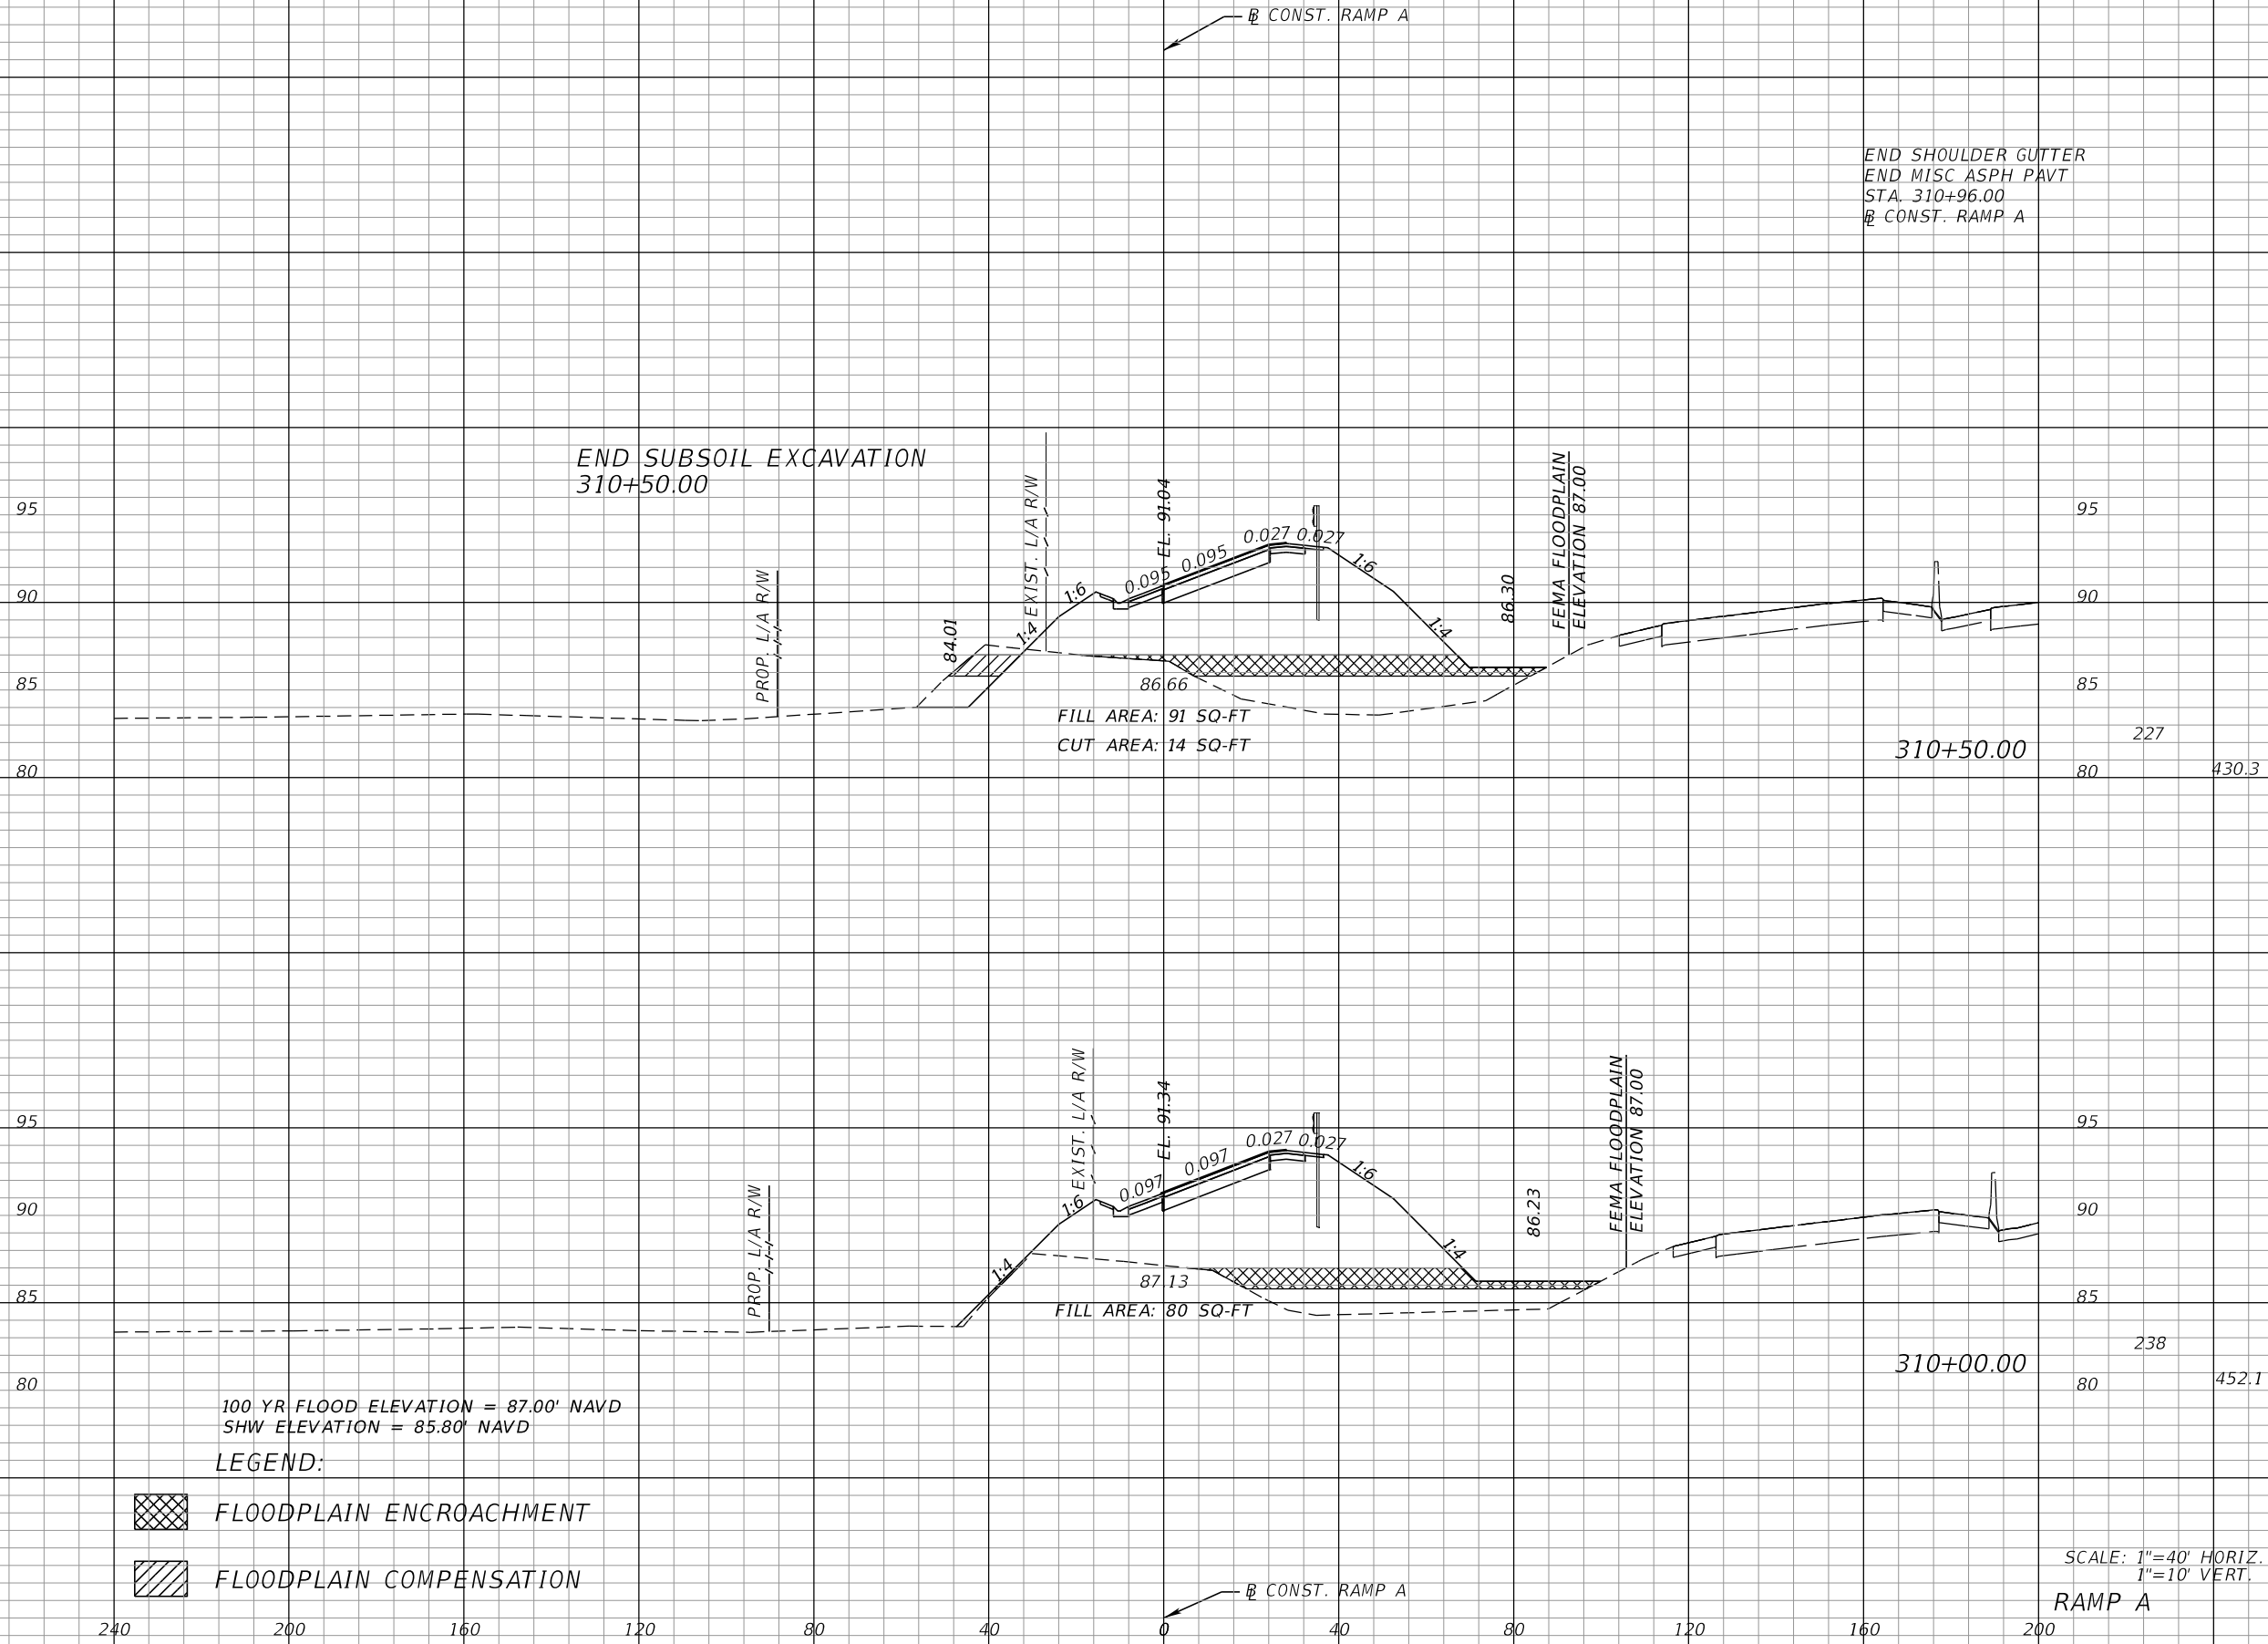 ℄ CONST. RAMP A
END SHOULDER GUTTER
END MISC ASPH PAVT
STA. 310+96.00
℄ CONST. RAMP A
END SUBSOIL EXCAVATION
310+50.00
95
90
85
80
PROP. L/A R/W
84.01
EXIST. L/A R/W
1:4
1:6
EL. 91.04
0.095
0.095
0.027
0.027
1:6
1:4
86.30
FEMA FLOODPLAIN
ELEVATION 87.00
86.66
FILL AREA: 91 SQ-FT
CUT AREA: 14 SQ-FT
310+50.00
95
90
85
80
227
430.3
95
90
85
80
PROP. L/A R/W
EXIST. L/A R/W
1:4
1:6
EL. 91.34
0.097
0.097
0.027
0.027
1:6
1:4
86.23
FEMA FLOODPLAIN
ELEVATION 87.00
87.13
FILL AREA: 80 SQ-FT
310+00.00
95
90
85
80
238
452.1
100 YR FLOOD ELEVATION = 87.00' NAVD
SHW ELEVATION = 85.80' NAVD
LEGEND:
FLOODPLAIN ENCROACHMENT
FLOODPLAIN COMPENSATION
℄ CONST. RAMP A
SCALE: 1"=40' HORIZ.
1"=10' VERT.
RAMP A
240 200 160 120 80 40 0 40 80 120 160 200